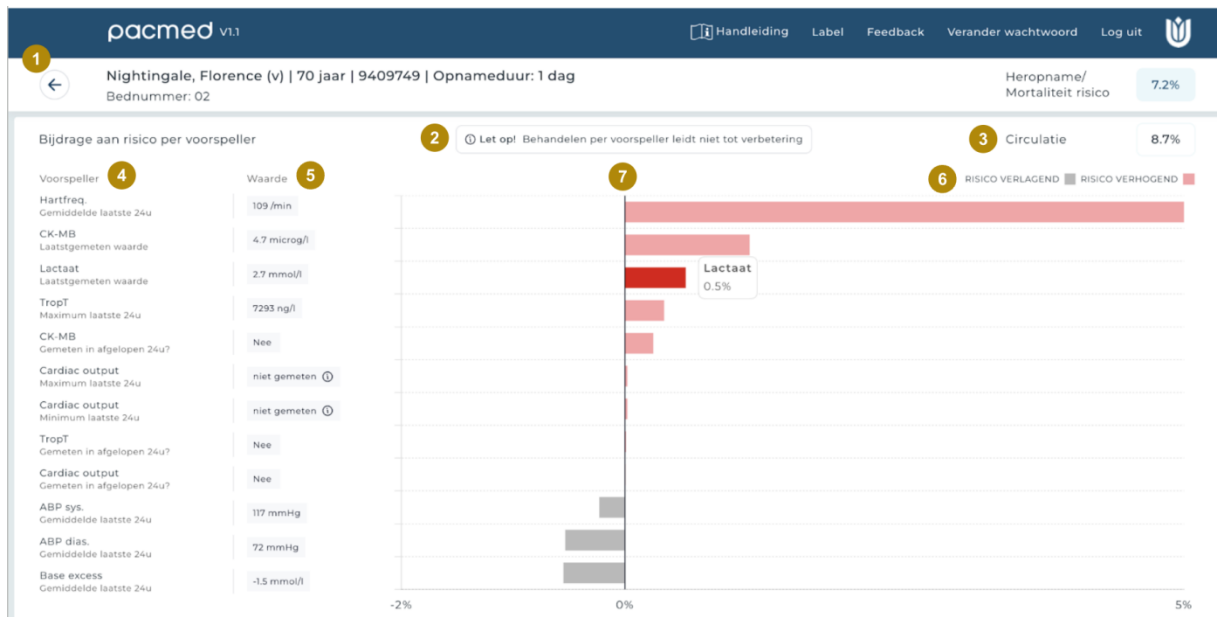 pacmed V1.1
Handleiding Label Feedback Verander wachtwoord Log uit
1
Nightingale, Florence (v) | 70 jaar | 9409749 | Opnameduur: 1 dag
Bednummer: 02
Heropname/
Mortaliteit risico
7.2%
Bijdrage aan risico per voorspeller
2
Let op! Behandelen per voorspeller leidt niet tot verbetering
3
Circulatie
8.7%
Voorspeller 4
Waarde 5
7
6
RISICO VERLAGEND RISICO VERHOGEND
Hartfreq.
Gemiddelde laatste 24u
109 /min
CK-MB
Laatstgemeten waarde
4.7 microg/l
Lactaat
Laatstgemeten waarde
2.7 mmol/l
Lactaat
0.5%
TropT
Maximum laatste 24u
7293 ng/l
CK-MB
Gemeten in afgelopen 24u?
Nee
Cardiac output
Maximum laatste 24u
niet gemeten
Cardiac output
Minimum laatste 24u
niet gemeten
TropT
Gemeten in afgelopen 24u?
Nee
Cardiac output
Gemeten in afgelopen 24u?
Nee
ABP sys.
Gemiddelde laatste 24u
117 mmHg
ABP dias.
Gemiddelde laatste 24u
72 mmHg
Base excess
Gemiddelde laatste 24u
-1.5 mmol/l
-2% 0% 5%